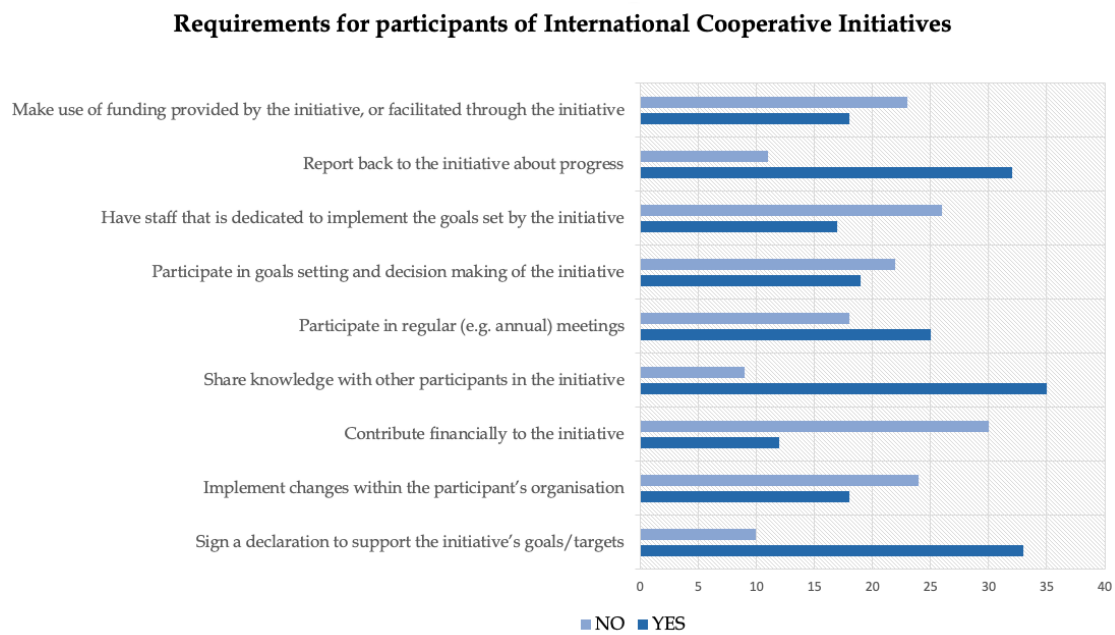 Requirements for participants of International Cooperative Initiatives
Make use of funding provided by the initiative, or facilitated through the initiative
Report back to the initiative about progress
Have staff that is dedicated to implement the goals set by the initiative
Participate in goals setting and decision making of the initiative
Participate in regular (e.g. annual) meetings
Share knowledge with other participants in the initiative
Contribute financially to the initiative
Implement changes within the participant’s organisation
Sign a declaration to support the initiative’s goals/targets
0 5 10 15 20 25 30 35 40
NO YES